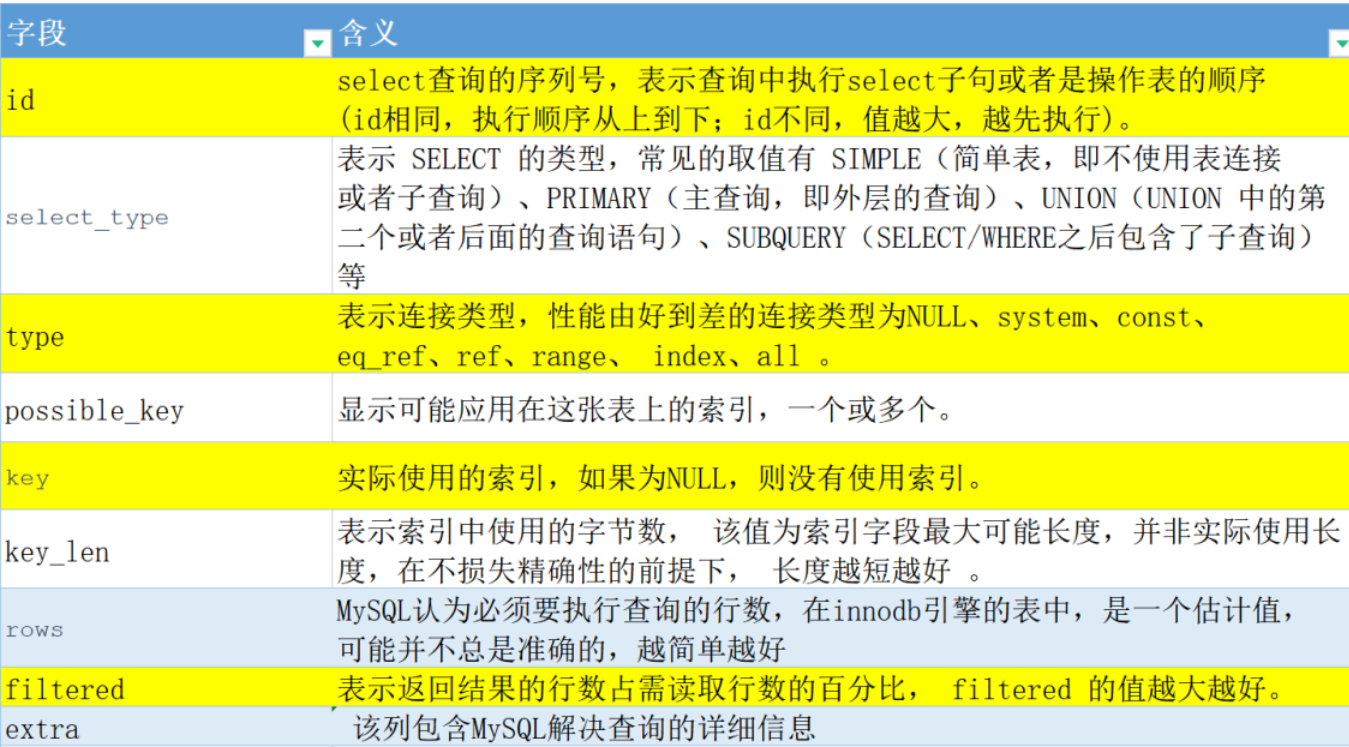 字段 含义
id
select查询的序列号，表示查询中执行select子句或者是操作表的顺序
(id相同，执行顺序从上到下；id不同，值越大，越先执行)。
select_type
表示 SELECT 的类型，常见的取值有 SIMPLE（简单表，即不使用表连接
或者子查询）、PRIMARY（主查询，即外层的查询）、UNION（UNION 中的第
二个或者后面的查询语句）、SUBQUERY（SELECT/WHERE之后包含了子查询）
等
type
表示连接类型，性能由好到差的连接类型为NULL、system、const、
eq_ref、ref、range、 index、all 。
possible_key 显示可能应用在这张表上的索引，一个或多个。
key 实际使用的索引，如果为NULL，则没有使用索引。
key_len
表示索引中使用的字节数， 该值为索引字段最大可能长度，并非实际使用长
度，在不损失精确性的前提下， 长度越短越好 。
rows
MySQL认为必须要执行查询的行数，在innodb引擎的表中，是一个估计值，
可能并不总是准确的，越简单越好
filtered 表示返回结果的行数占需读取行数的百分比， filtered 的值越大越好。
extra 该列包含MySQL解决查询的详细信息